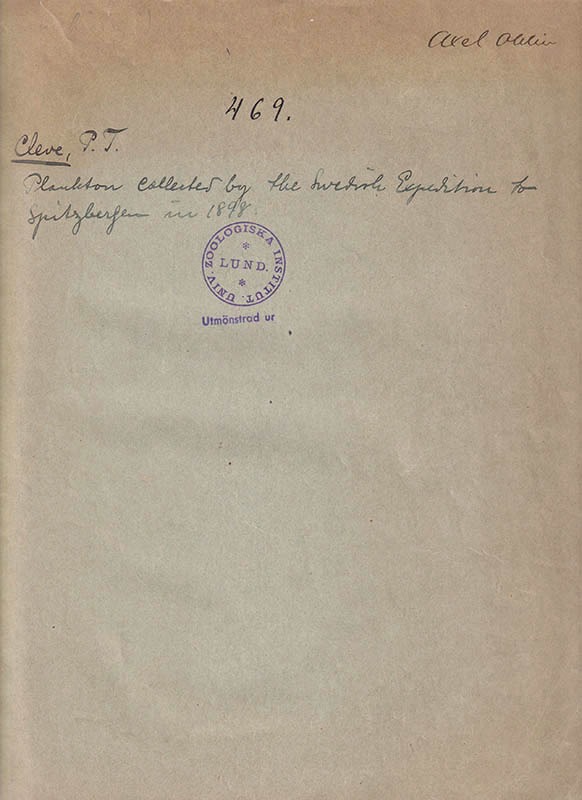 Axel Ohlin
469.
Cleve, P. T.
Plankton collected by the Swedish Expedition to
Spitzbergen in 1898.
UNIV. ZOOLOGISKA INSTITUT.
* LUND. *
Utmönstrad ur